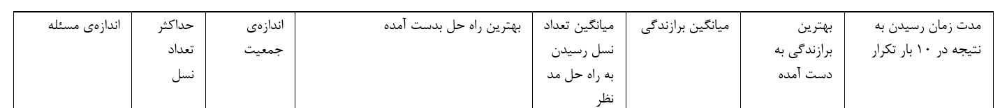 مدت زمان رسیدن به
نتیجه در ۱۰ بار تکرار
بهترین
برازندگی به
دست آمده
میانگین برازندگی
میانگین تعداد
نسل رسیدن
به راه حل مد
نظر
بهترین راه حل بدست آمده
اندازه‌ی
جمعیت
حداکثر
تعداد
نسل
اندازه‌ی مسئله